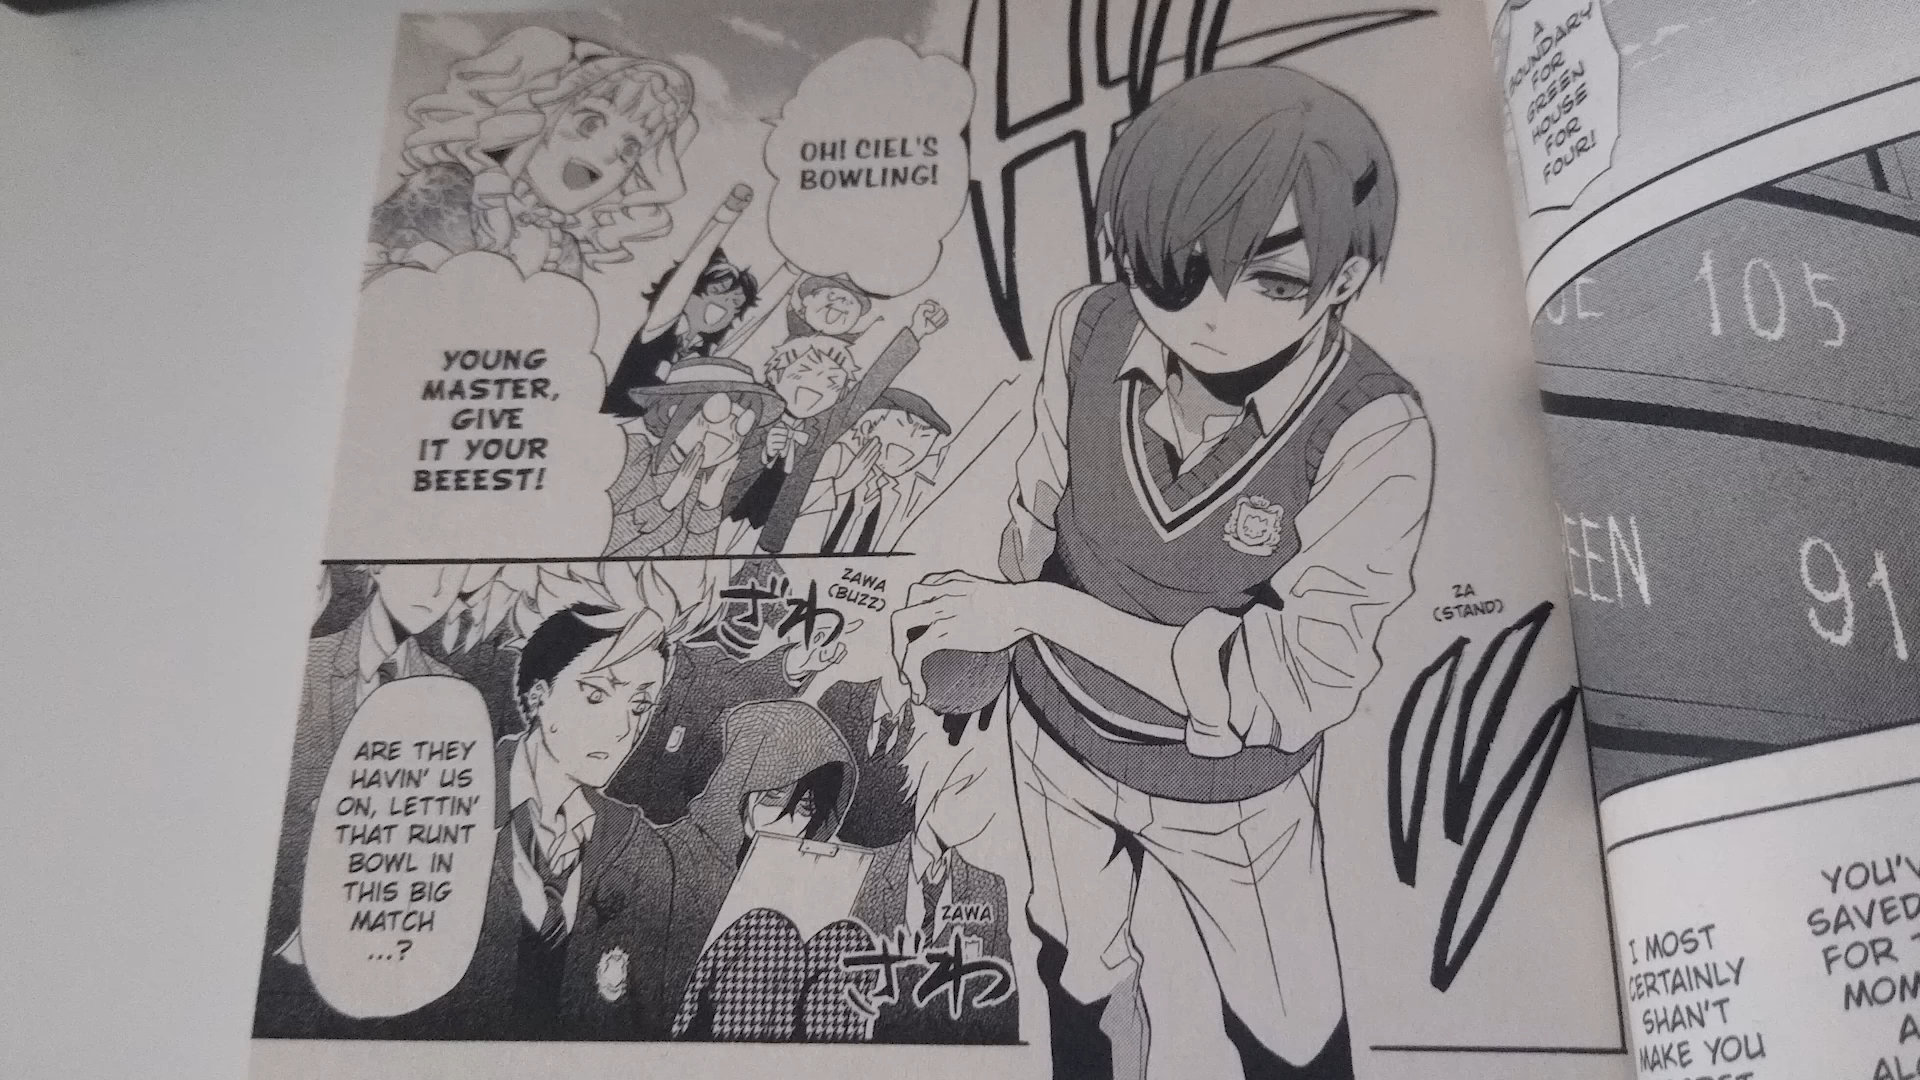 OH! CIEL'S
BOWLING!
YOUNG
MASTER,
GIVE
IT YOUR
BEEEST!
ざわ
ZAWA
(BUZZ)
ZA
(STAND)
ARE THEY
HAVIN' US
ON, LETTIN'
THAT RUNT
BOWL IN
THIS BIG
MATCH
...?
ZAWA
ざわ
A
BOUNDARY
FOR
GREEN
HOUSE
FOR
FOUR!
105
91
YOU'V
SAVED
FOR
I MOST
CERTAINLY
SHAN'T
MAKE YOU